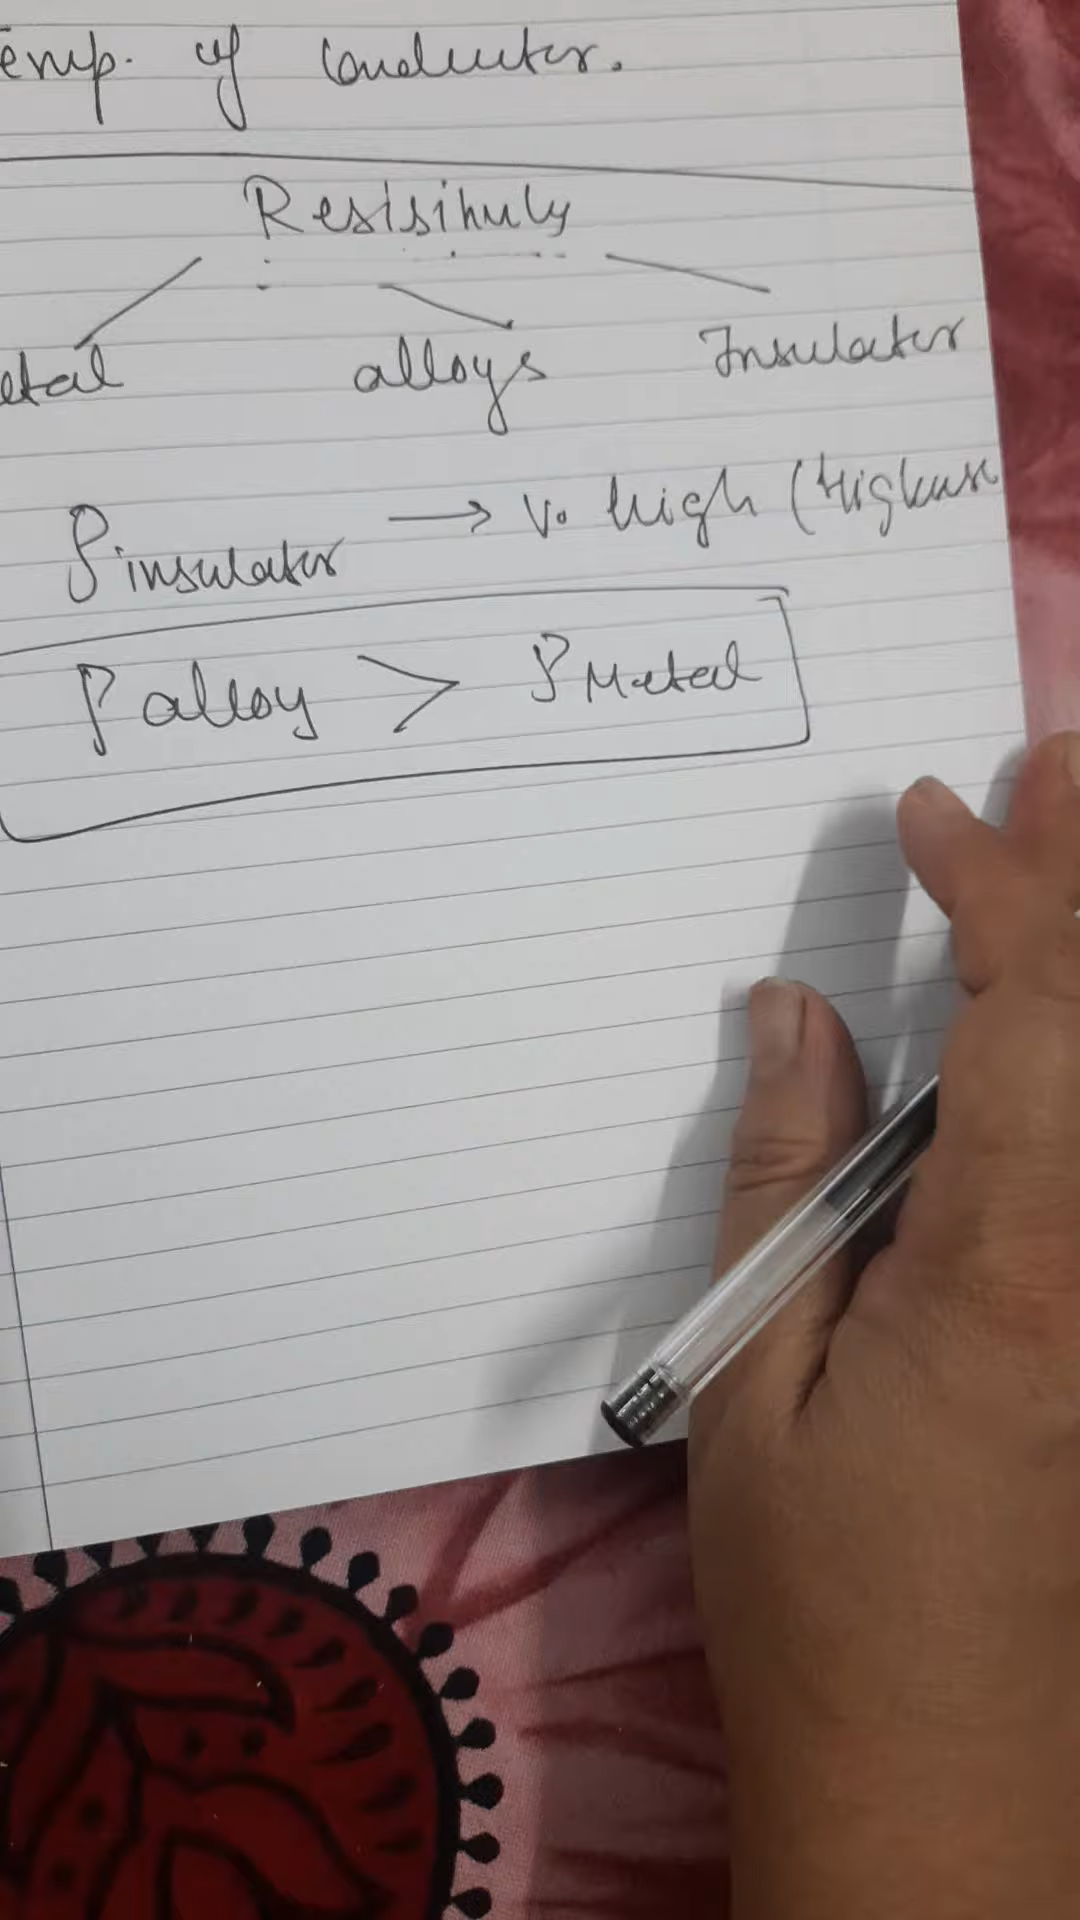 emp. of conductor.
Resistivity
etal alloys Insulator
ρ insulator → V. high (Highest
ρ alloy > ρ Metal